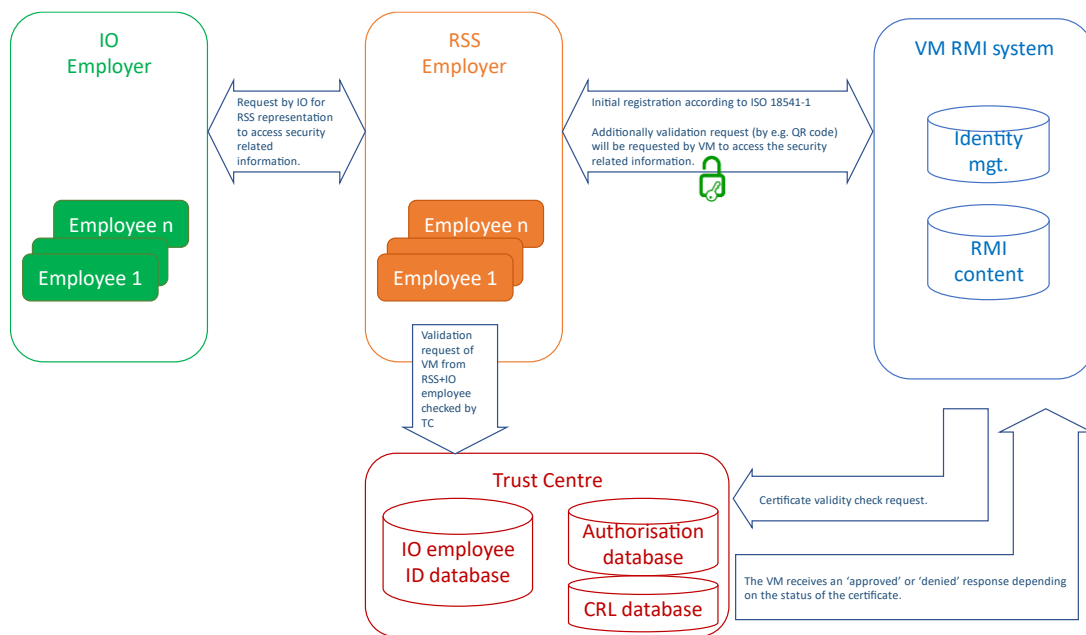 IO
Employer
Request by IO for
RSS representation
to access security
related
information.
Employee n
Employee 1
RSS
Employer
Employee n
Employee 1
Initial registration according to ISO 18541-1
Additionally validation request (by e.g. QR code)
will be requested by VM to access the security
related information.
VM RMI system
Identity
mgt.
RMI
content
Validation
request of
VM from
RSS+IO
employee
checked by
TC
Trust Centre
IO employee
ID database
Authorisation
database
CRL database
Certificate validity check request.
The VM receives an ‘approved’ or ‘denied’ response depending
on the status of the certificate.